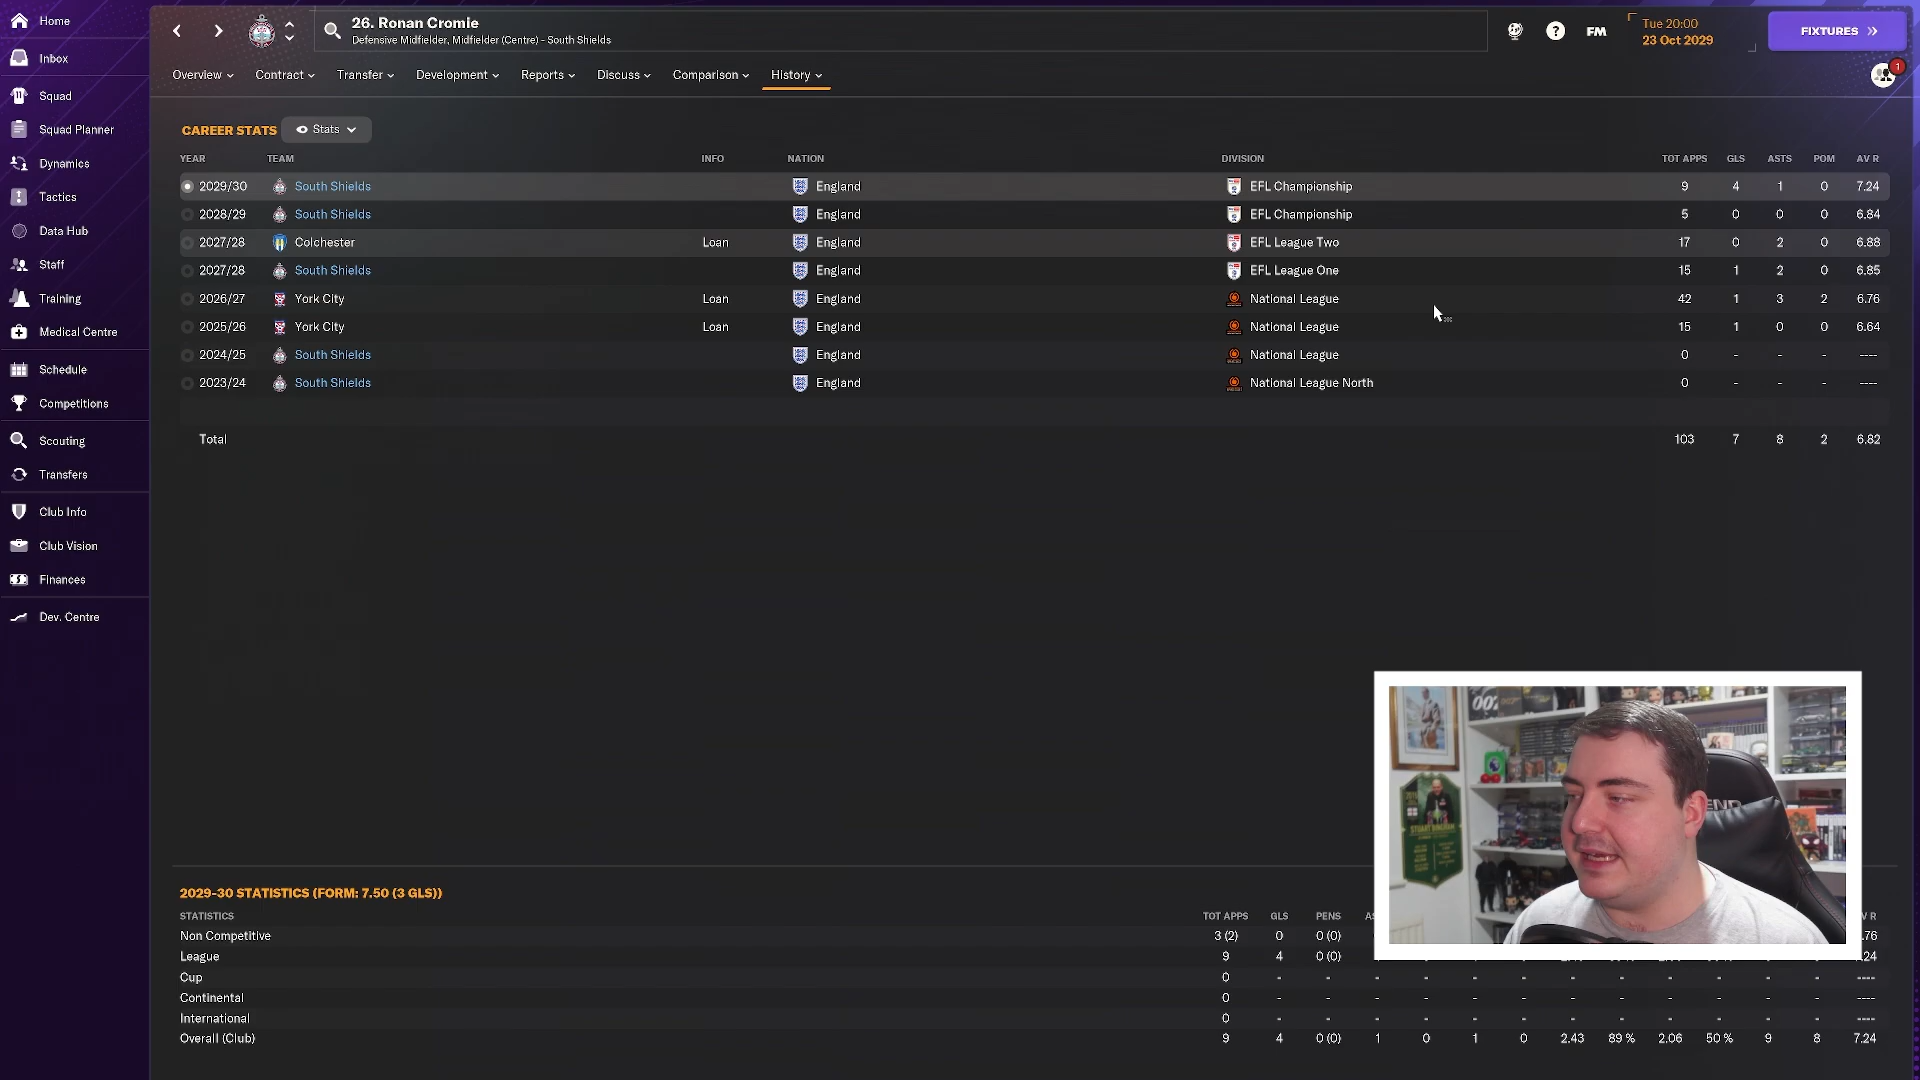 Home
Inbox
Squad
Squad Planner
Dynamics
Tactics
Data Hub
Staff
Training
Medical Centre
Schedule
Competitions
Scouting
Transfers
Club Info
Club Vision
Finances
Dev. Centre
26. Ronan Cromie
Defensive Midfielder, Midfielder (Centre) - South Shields
FM
Tue 20:00
23 Oct 2029
FIXTURES
1
Overview Contract Transfer Development Reports Discuss Comparison History
CAREER STATS Stats
YEAR TEAM INFO NATION DIVISION TOT APPS GLS ASTS POM AV R
2029/30 South Shields England EFL Championship 9 4 1 0 7.24
2028/29 South Shields England EFL Championship 5 0 0 0 6.84
2027/28 Colchester Loan England EFL League Two 17 0 2 0 6.88
2027/28 South Shields England EFL League One 15 1 2 0 6.85
2026/27 York City Loan England National League 42 1 3 2 6.76
2025/26 York City Loan England National League 15 1 0 0 6.64
2024/25 South Shields England National League 0 - - - ----
2023/24 South Shields England National League North 0 - - - ----
Total 103 7 8 2 6.82
007
STUART BINGHAM
2029-30 STATISTICS (FORM: 7.50 (3 GLS))
STATISTICS TOT APPS GLS PENS
Non Competitive 3 (2) 0 0 (0) .76
League 9 4 0 (0) .24
Cup 0 - - - - - - - - - - ----
Continental 0 - - - - - - - - - - ----
International 0 - - - - - - - - - - ----
Overall (Club) 9 4 0 (0) 1 0 1 0 2.43 89 % 2.06 50 % 9 8 7.24